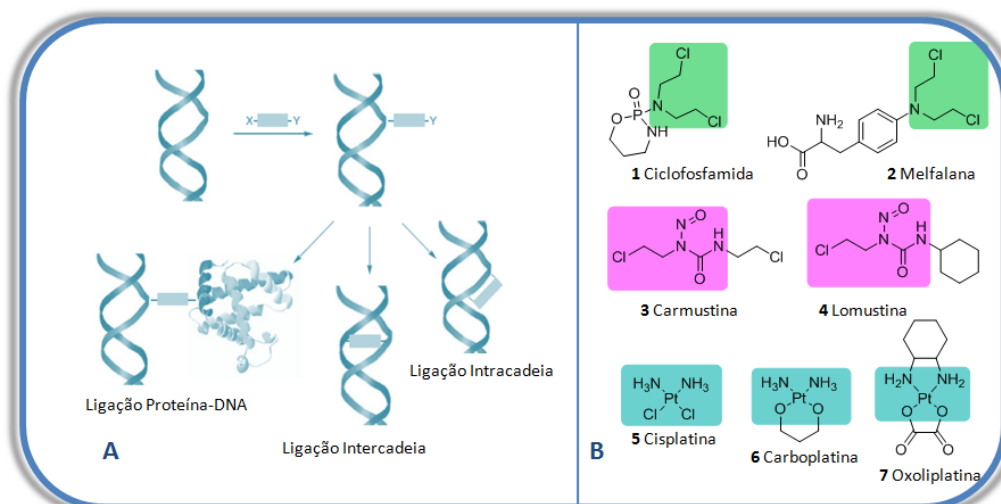 X- -Y
-Y
Ligação Proteína-DNA
Ligação Intercadeia
Ligação Intracadeia
A
Cl
O
P
N
O
NH
Cl
1 Ciclofosfamida
Cl
N
Cl
NH2
HO
O
2 Melfalana
N O
N
H
N
Cl
O
Cl
3 Carmustina
N O
N
H
N
Cl
O
4 Lomustina
H3N NH3
Pt
Cl Cl
5 Cisplatina
H3N NH3
Pt
O O
6 Carboplatina
H2N NH2
Pt
O O
O O
7 Oxoliplatina
B